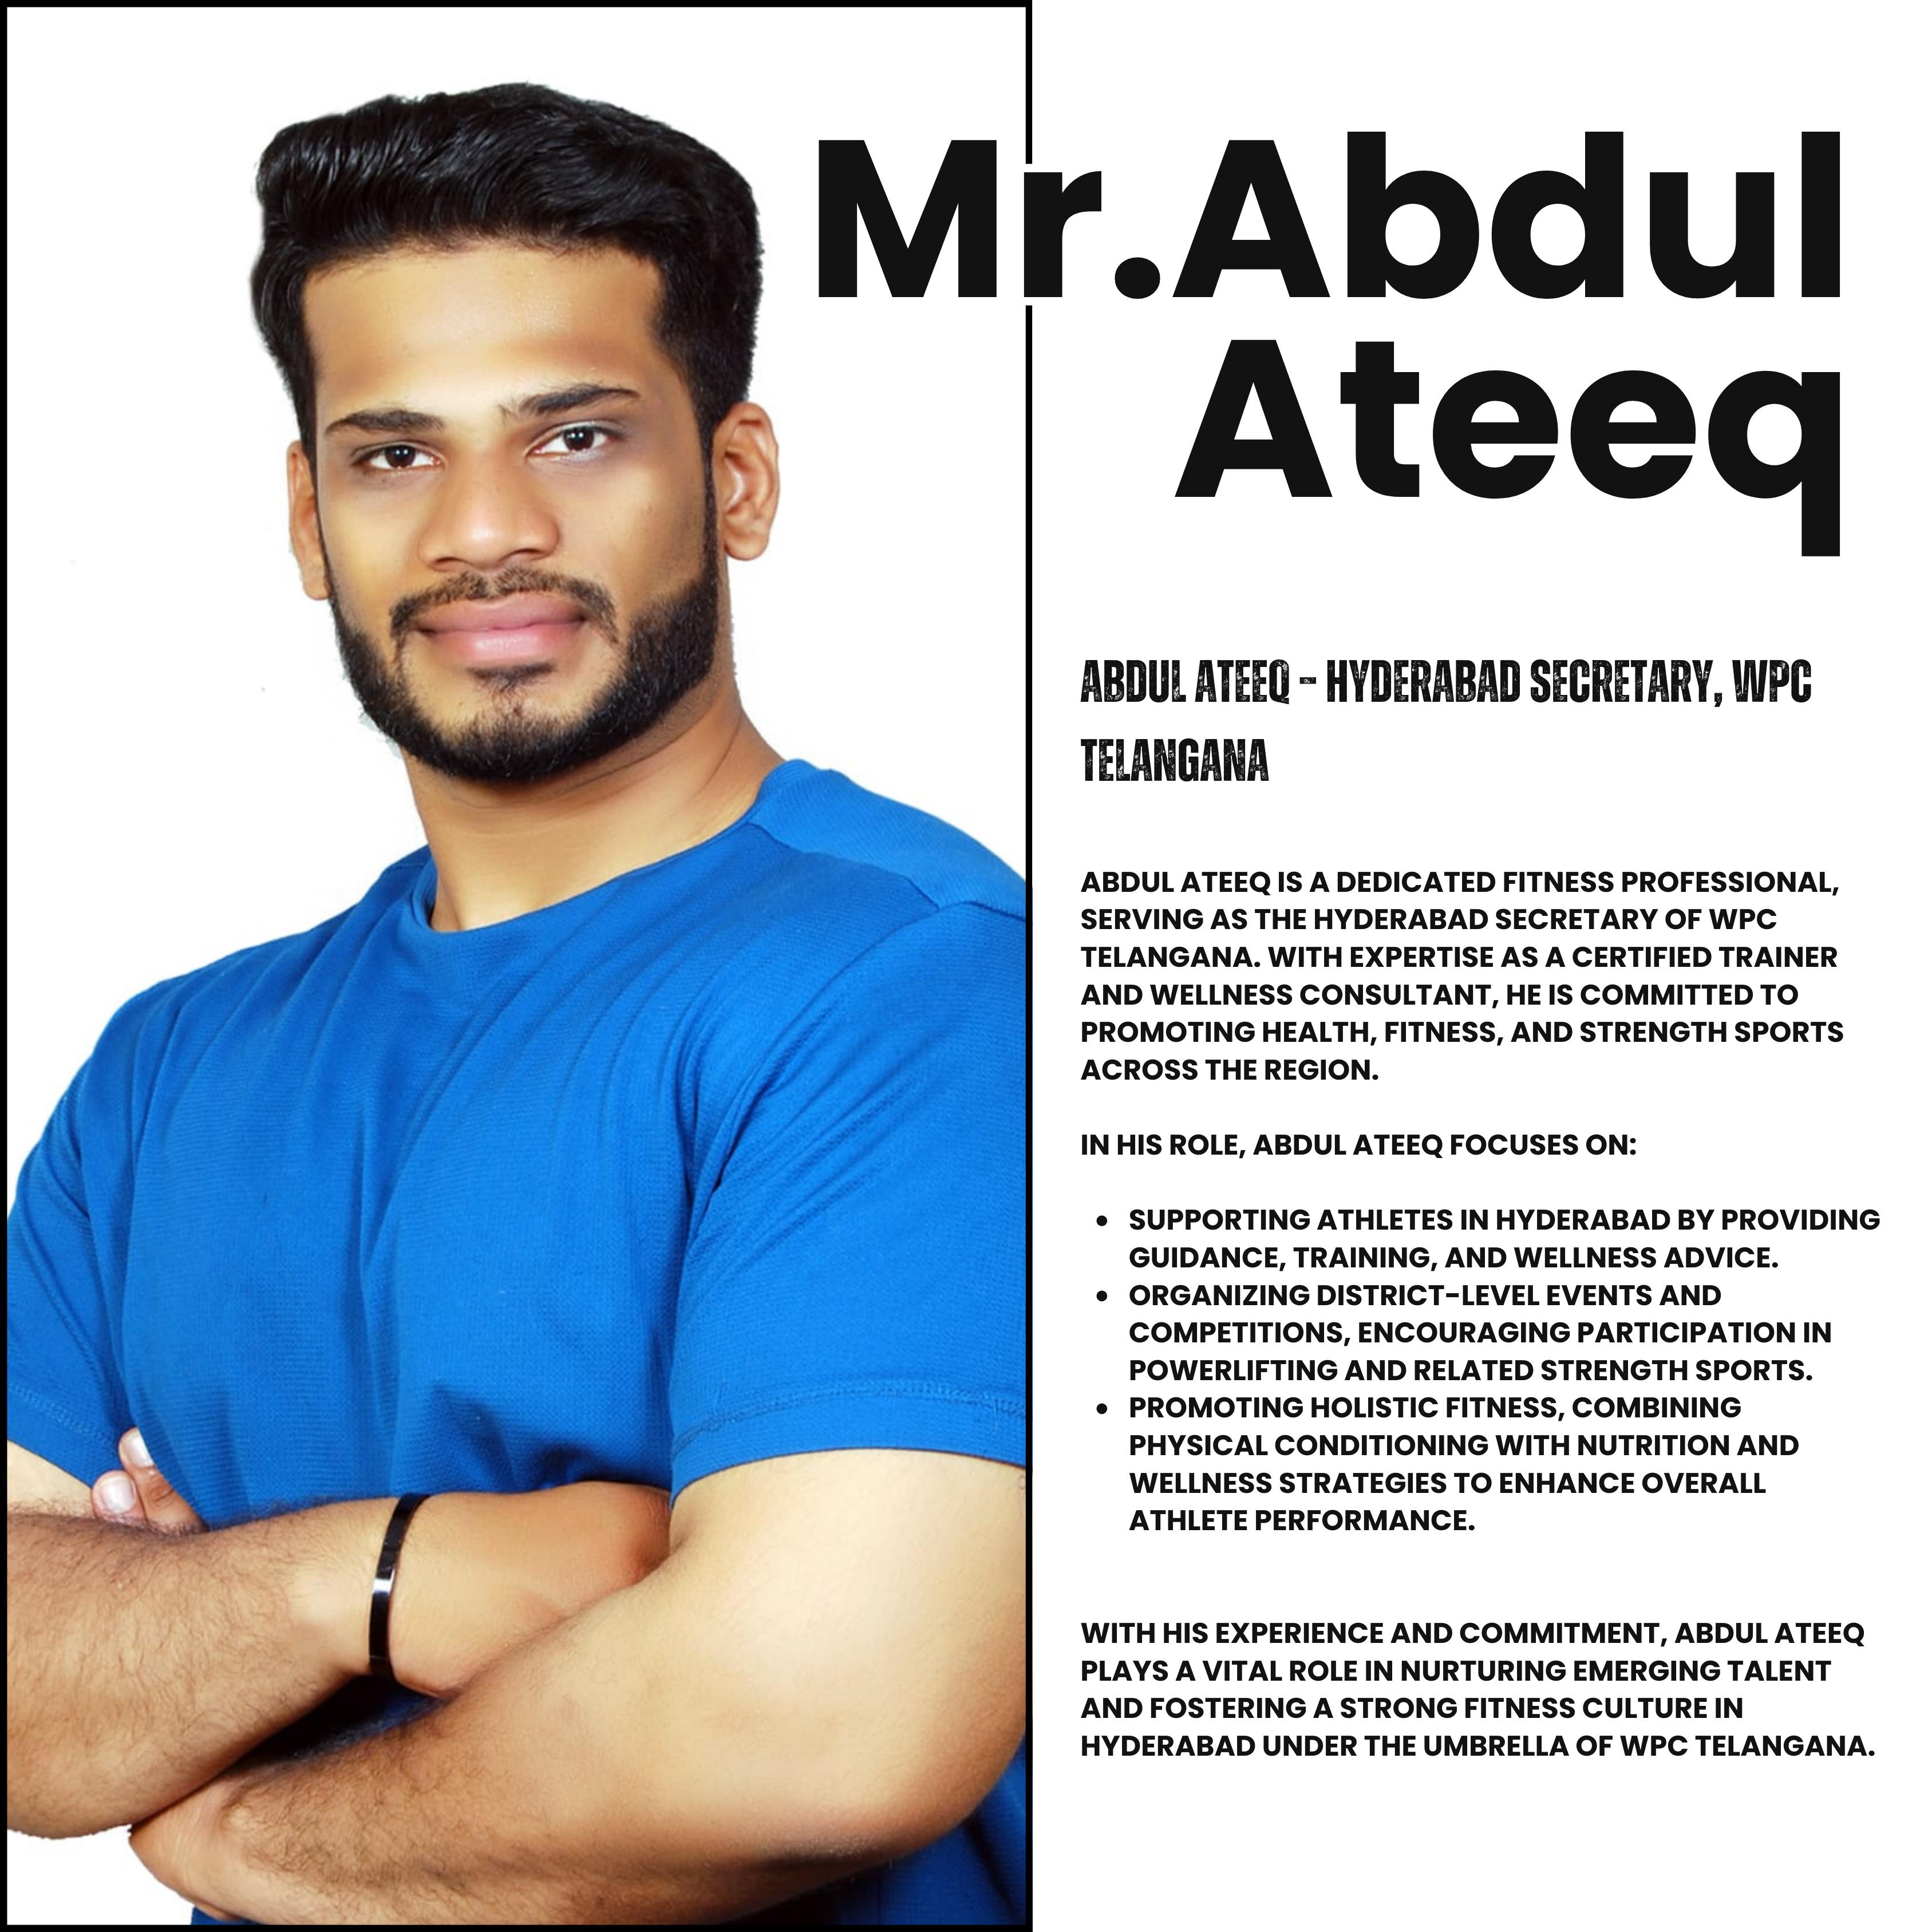 Mr.Abdul
Ateeq
ABDUL ATEEQ – HYDERABAD SECRETARY, WPC
TELANGANA
ABDUL ATEEQ IS A DEDICATED FITNESS PROFESSIONAL,
SERVING AS THE HYDERABAD SECRETARY OF WPC
TELANGANA. WITH EXPERTISE AS A CERTIFIED TRAINER
AND WELLNESS CONSULTANT, HE IS COMMITTED TO
PROMOTING HEALTH, FITNESS, AND STRENGTH SPORTS
ACROSS THE REGION.
IN HIS ROLE, ABDUL ATEEQ FOCUSES ON:
• SUPPORTING ATHLETES IN HYDERABAD BY PROVIDING
GUIDANCE, TRAINING, AND WELLNESS ADVICE.
• ORGANIZING DISTRICT-LEVEL EVENTS AND
COMPETITIONS, ENCOURAGING PARTICIPATION IN
POWERLIFTING AND RELATED STRENGTH SPORTS.
• PROMOTING HOLISTIC FITNESS, COMBINING
PHYSICAL CONDITIONING WITH NUTRITION AND
WELLNESS STRATEGIES TO ENHANCE OVERALL
ATHLETE PERFORMANCE.
WITH HIS EXPERIENCE AND COMMITMENT, ABDUL ATEEQ
PLAYS A VITAL ROLE IN NURTURING EMERGING TALENT
AND FOSTERING A STRONG FITNESS CULTURE IN
HYDERABAD UNDER THE UMBRELLA OF WPC TELANGANA.